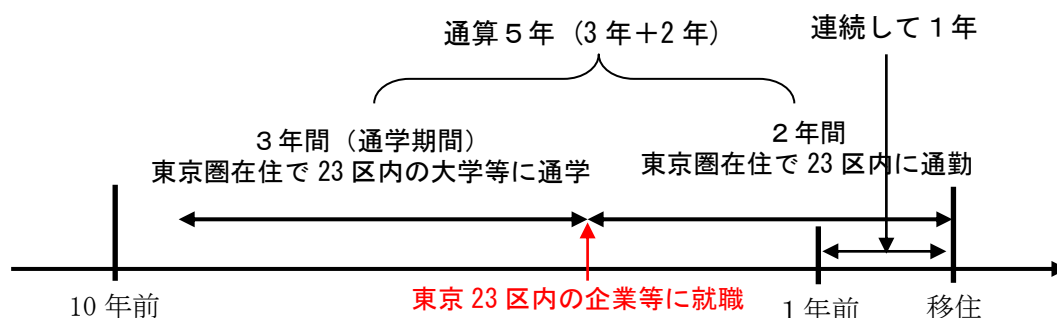 通算５年（3 年＋2 年）
連続して１年
３年間（通学期間）
東京圏在住で 23 区内の大学等に通学
２年間
東京圏在住で 23 区内に通勤
10 年前
東京 23 区内の企業等に就職
１年前
移住